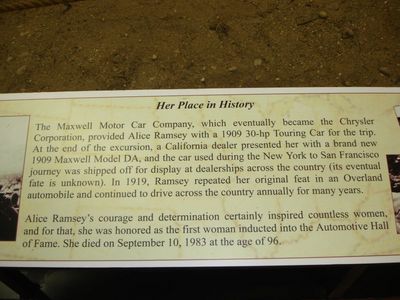 Her Place in History
The Maxwell Motor Car Company, which eventually became the Chrysler
Corporation, provided Alice Ramsey with a 1909 30-hp Touring Car for the trip.
At the end of the excursion, a California dealer presented her with a brand new
1909 Maxwell Model DA, and the car used during the New York to San Francisco
journey was shipped off for display at dealerships across the country (its eventual
fate is unknown). In 1919, Ramsey repeated her original feat in an Overland
automobile and continued to drive across the country annually for many years.
Alice Ramsey's courage and determination certainly inspired countless women,
and for that, she was honored as the first woman inducted into the Automotive Hall
of Fame. She died on September 10, 1983 at the age of 96.